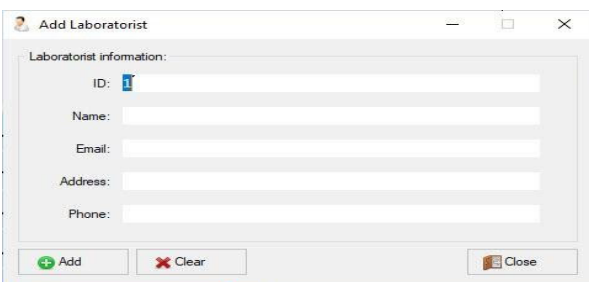 Add Laboratorist
Laboratorist information:
ID: 1
Name:
Email:
Address:
Phone:
Add Clear Close